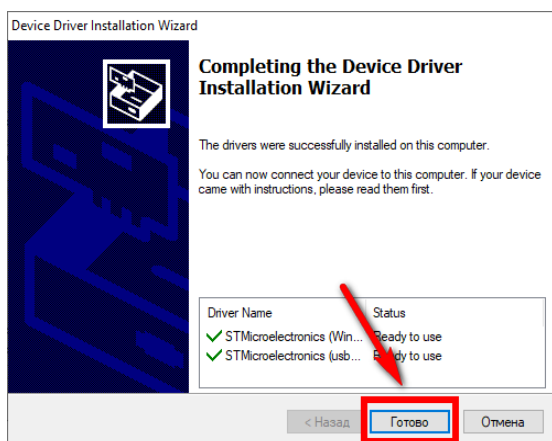 Device Driver Installation Wizard
Completing the Device Driver
Installation Wizard
The drivers were successfully installed on this computer.
You can now connect your device to this computer. If your device
came with instructions, please read them first.
Driver Name Status
STMicroelectronics (Win... Ready to use
STMicroelectronics (usb... Ready to use
< Назад Готово Отмена